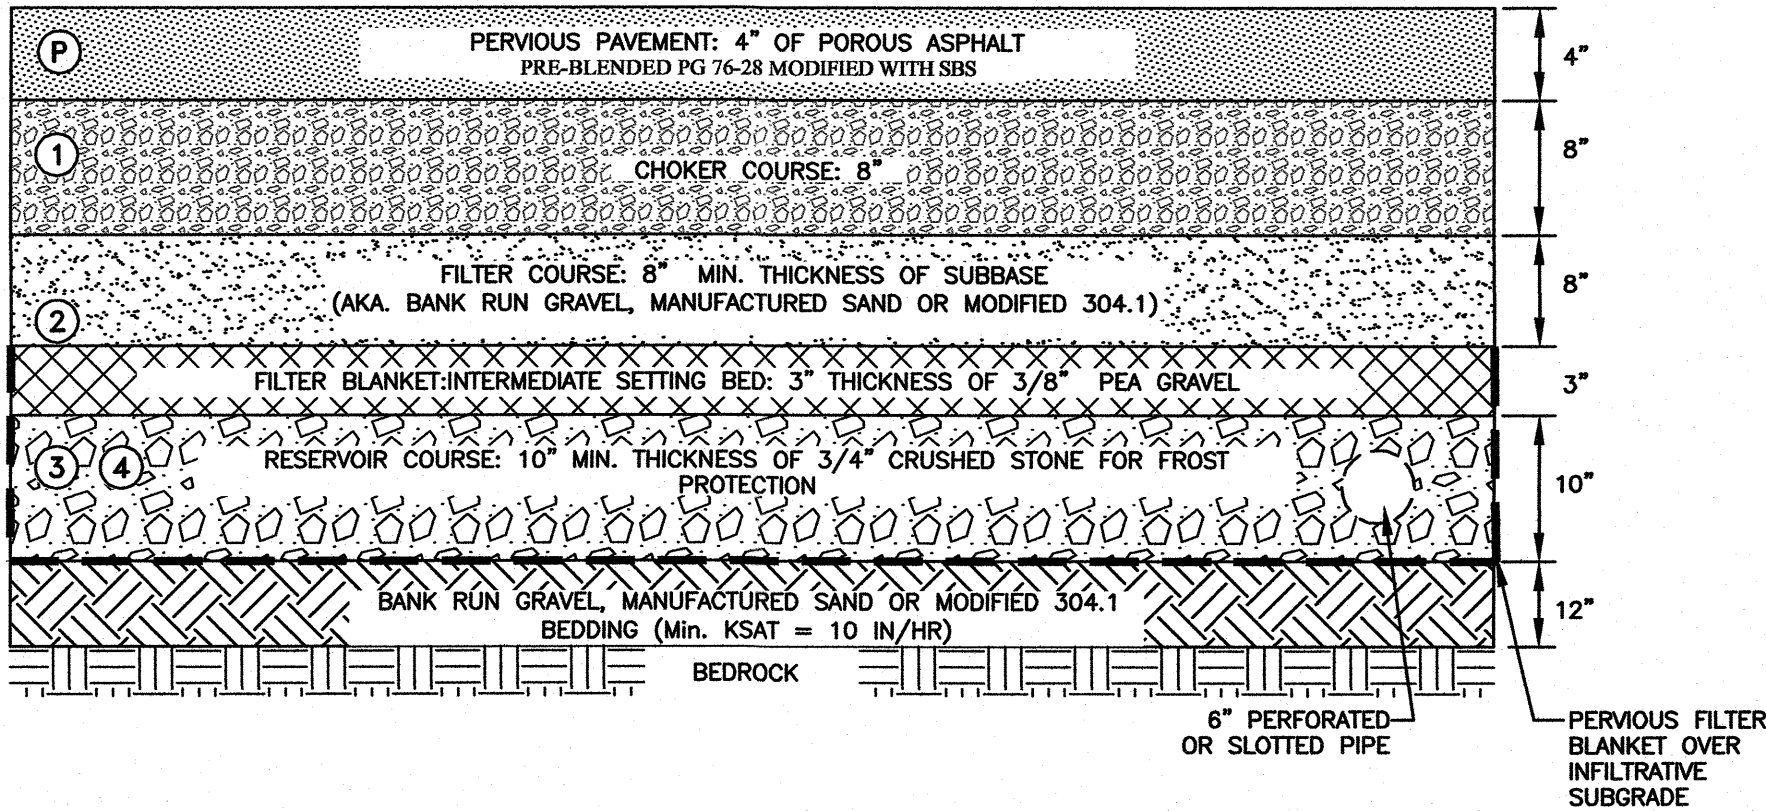 P
PERVIOUS PAVEMENT: 4" OF POROUS ASPHALT
PRE-BLENDED PG 76-28 MODIFIED WITH SBS
4"
1
CHOKER COURSE: 8"
8"
FILTER COURSE: 8" MIN. THICKNESS OF SUBBASE
(AKA. BANK RUN GRAVEL, MANUFACTURED SAND OR MODIFIED 304.1)
8"
2
FILTER BLANKET:INTERMEDIATE SETTING BED: 3" THICKNESS OF 3/8" PEA GRAVEL
3"
3 4
RESERVOIR COURSE: 10" MIN. THICKNESS OF 3/4" CRUSHED STONE FOR FROST
PROTECTION
10"
BANK RUN GRAVEL, MANUFACTURED SAND OR MODIFIED 304.1
BEDDING (Min. KSAT = 10 IN/HR)
12"
BEDROCK
6" PERFORATED
OR SLOTTED PIPE
PERVIOUS FILTER
BLANKET OVER
INFILTRATIVE
SUBGRADE